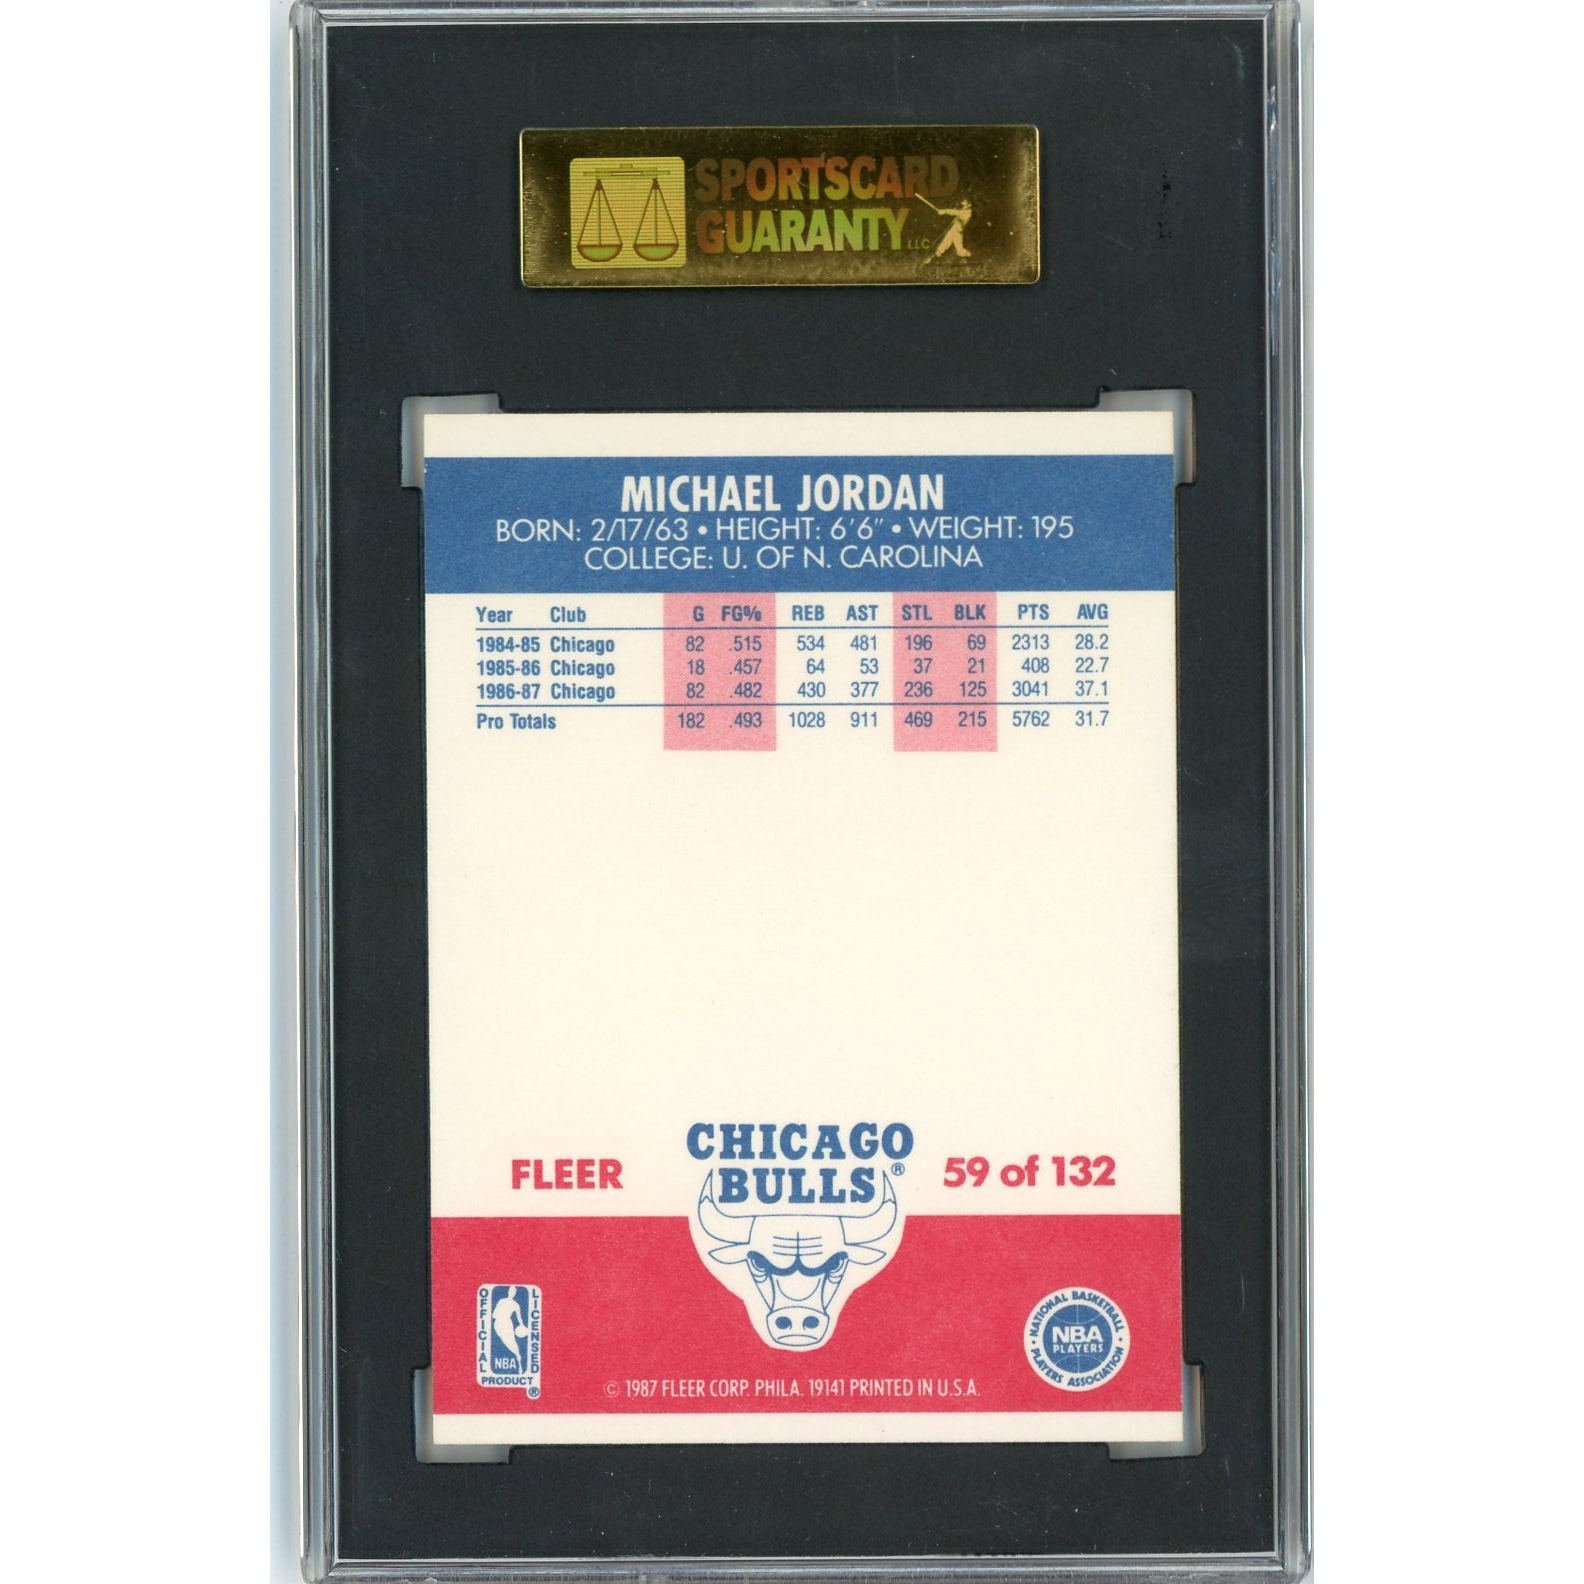 SPORTSCARD
GUARANTY LLC
MICHAEL JORDAN
BORN: 2/17/63 • HEIGHT: 6'6" • WEIGHT: 195
COLLEGE: U. OF N. CAROLINA
Year Club G FG% REB AST STL BLK PTS AVG
1984-85 Chicago 82 .515 534 481 196 69 2313 28.2
1985-86 Chicago 18 .457 64 53 37 21 408 22.7
1986-87 Chicago 82 .482 430 377 236 125 3041 37.1
Pro Totals 182 .493 1028 911 469 215 5762 31.7
CHICAGO
BULLS ®
FLEER
59 of 132
OFFICIAL LICENSED
NBA
PRODUCT ®
© 1987 FLEER CORP. PHILA. 19141 PRINTED IN U.S.A.
• NATIONAL BASKETBALL •
NBA
PLAYERS
PLAYERS ASSOCIATION